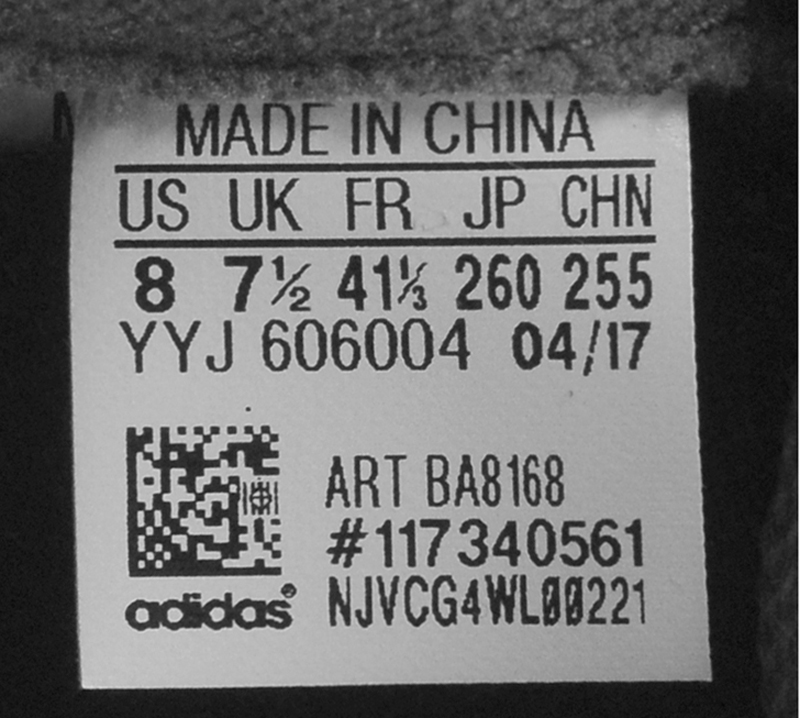 MADE IN CHINA
US UK FR JP CHN
8 7½ 41⅓ 260 255
YYJ 606004 04/17
ART BA8168
#117340561
adidas® NJVCG4WL00221